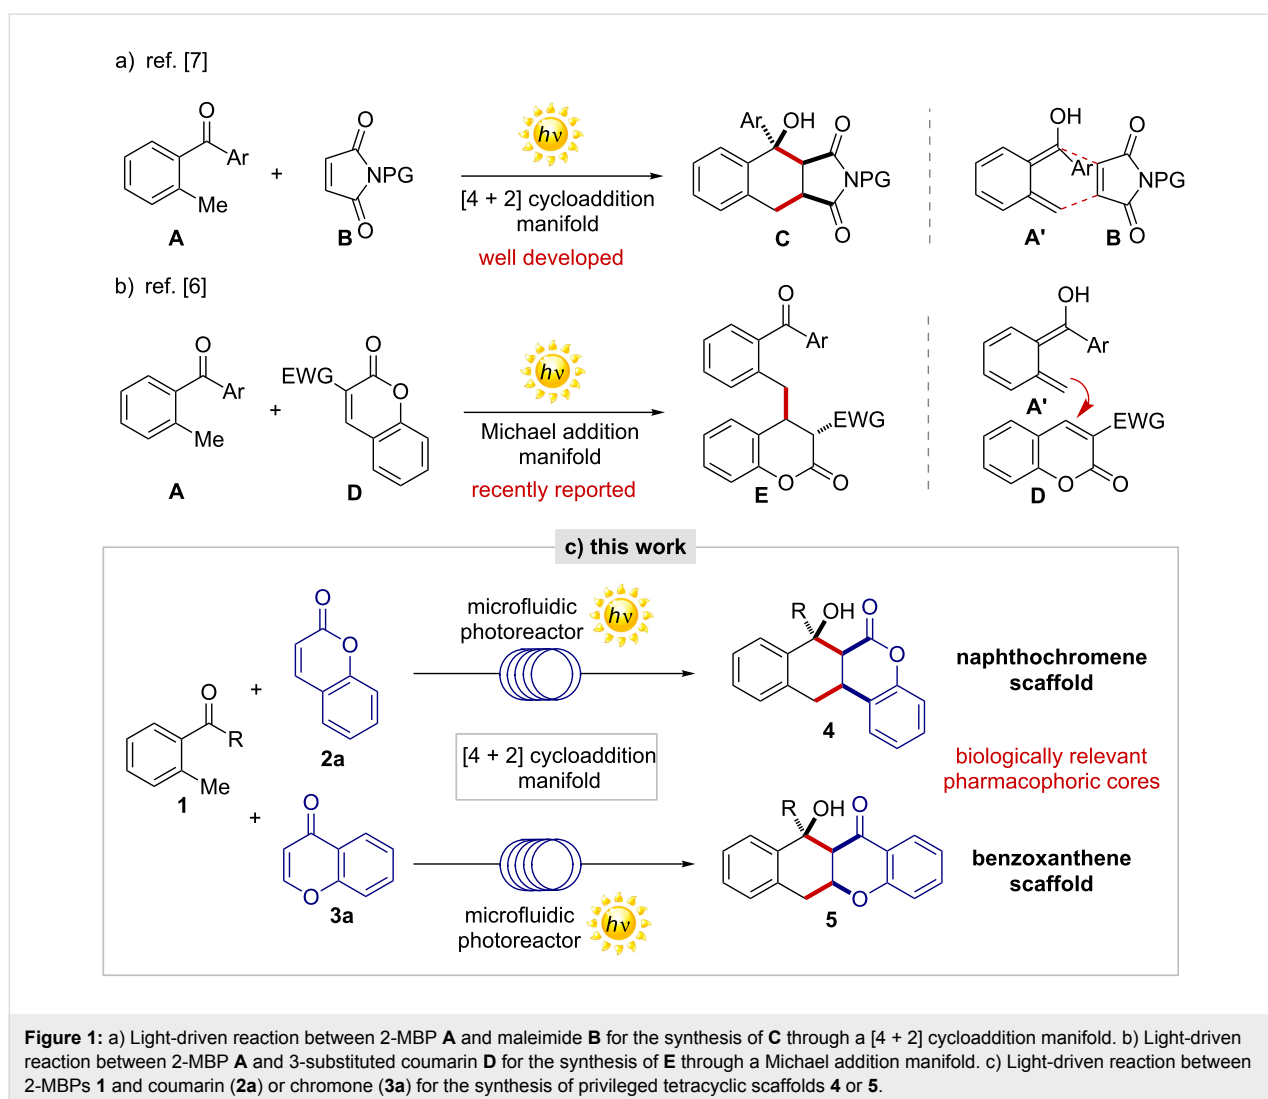 a) ref. [7]
O
Ar
Me
A
+
O
NPG
O
B
hν
[4 + 2] cycloaddition
manifold
well developed
Ar OH
O
NPG
O
C
OH
Ar
O
NPG
O
A' B
b) ref. [6]
O
Ar
Me
A
+
EWG
O
O
D
hν
Michael addition
manifold
recently reported
O
Ar
EWG
O
O
E
OH
Ar
A'
EWG
O
O
D
c) this work
O
R
Me
1
+
O
O
2a
+
O
O
3a
microfluidic
photoreactor
hν
[4 + 2] cycloaddition
manifold
microfluidic
photoreactor
hν
R OH
O
O
4
naphthochromene
scaffold
biologically relevant
pharmacophoric cores
R OH
O
O
5
benzoxanthene
scaffold
Figure 1: a) Light-driven reaction between 2-MBP A and maleimide B for the synthesis of C through a [4 + 2] cycloaddition manifold. b) Light-driven
reaction between 2-MBP A and 3-substituted coumarin D for the synthesis of E through a Michael addition manifold. c) Light-driven reaction between
2-MBPs 1 and coumarin (2a) or chromone (3a) for the synthesis of privileged tetracyclic scaffolds 4 or 5.